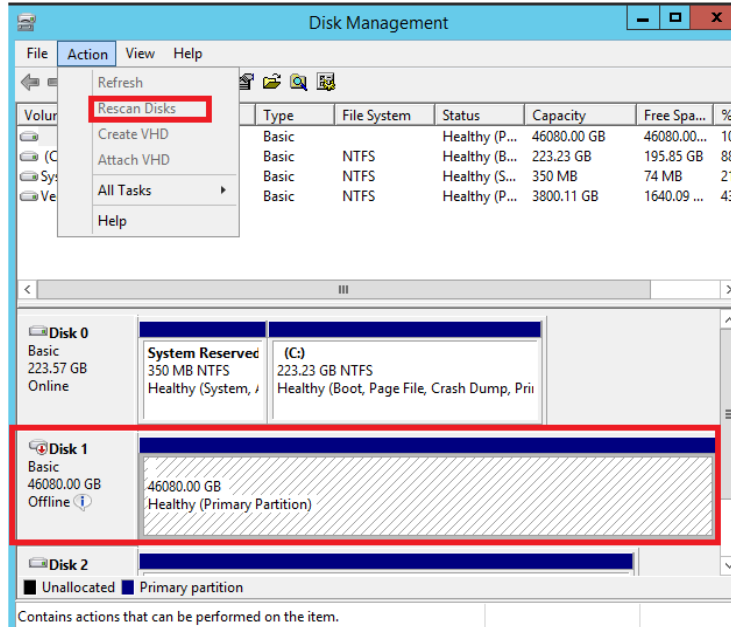 Disk Management
File Action View Help
Refresh
Rescan Disks
Create VHD
Attach VHD
All Tasks
Help
Volur Type File System Status Capacity Free Spa... %
Basic Healthy (P... 46080.00 GB 46080.00... 10
(C Basic NTFS Healthy (B... 223.23 GB 195.85 GB 88
Sys Basic NTFS Healthy (S... 350 MB 74 MB 21
Ve Basic NTFS Healthy (P... 3800.11 GB 1640.09 ... 43
Disk 0
Basic
223.57 GB
Online
System Reserved
350 MB NTFS
Healthy (System, A
(C:)
223.23 GB NTFS
Healthy (Boot, Page File, Crash Dump, Pri
Disk 1
Basic
46080.00 GB
Offline
46080.00 GB
Healthy (Primary Partition)
Disk 2
Unallocated Primary partition
Contains actions that can be performed on the item.